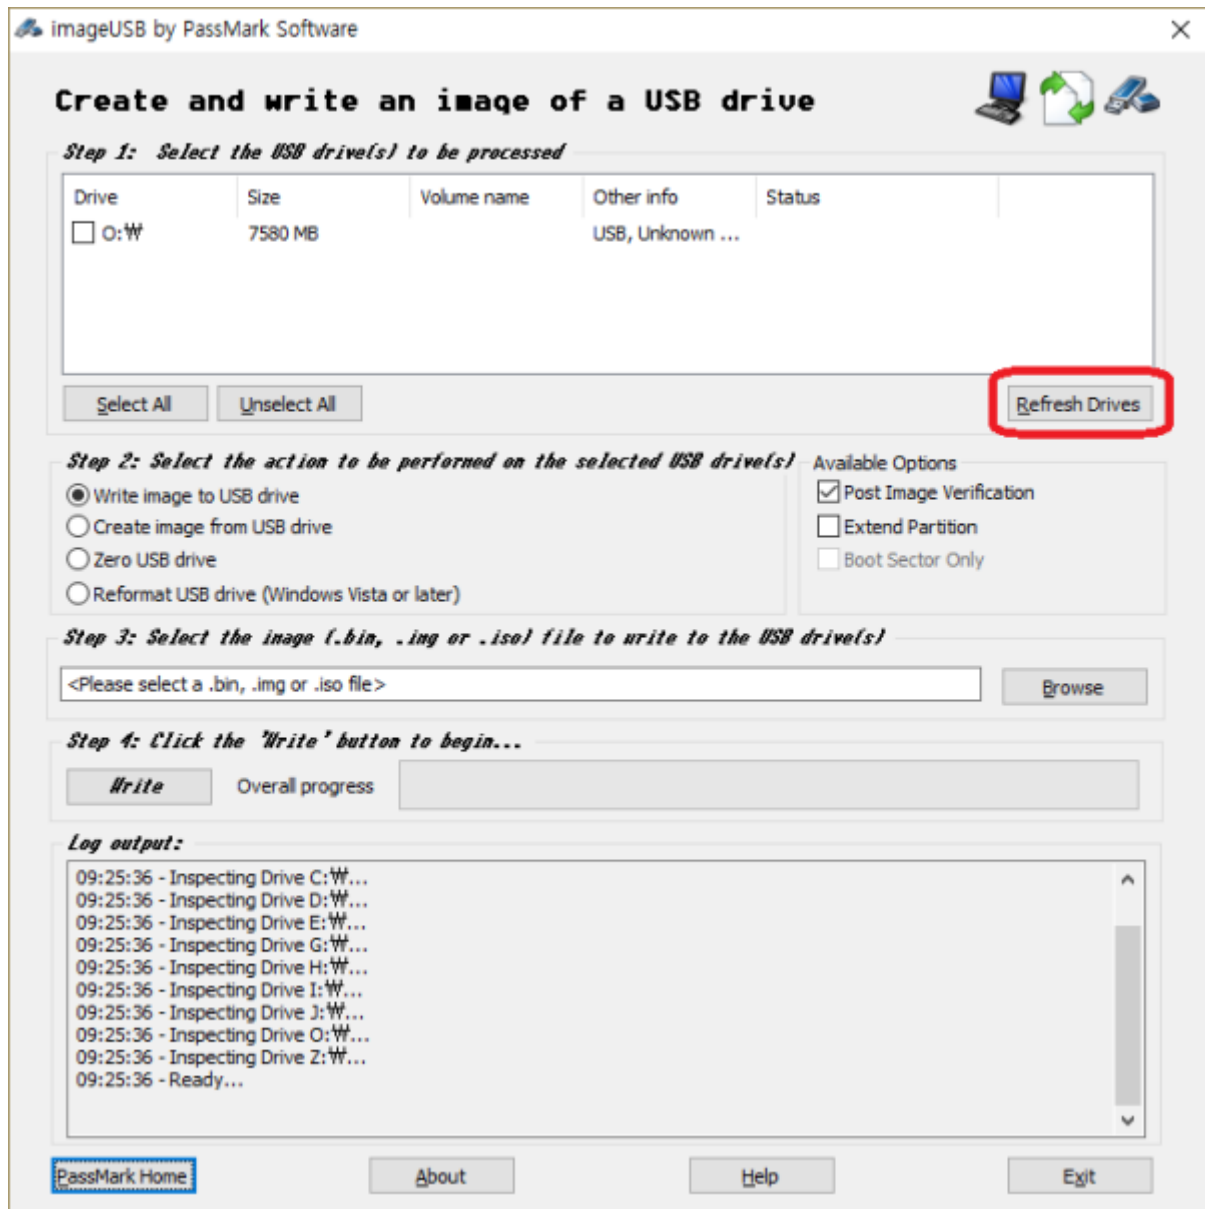 imageUSB by PassMark Software
Create and write an image of a USB drive
Step 1: Select the USB drive(s) to be processed
Drive Size Volume name Other info Status
O:₩ 7580 MB USB, Unknown ...
Select All Unselect All Refresh Drives
Step 2: Select the action to be performed on the selected USB drive(s) Available Options
Write image to USB drive Post Image Verification
Create image from USB drive Extend Partition
Zero USB drive Boot Sector Only
Reformat USB drive (Windows Vista or later)
Step 3: Select the image (.bin, .img or .iso) file to write to the USB drive(s)
<Please select a .bin, .img or .iso file> Browse
Step 4: Click the 'Write' button to begin...
Write Overall progress
Log output:
09:25:36 - Inspecting Drive C:₩...
09:25:36 - Inspecting Drive D:₩...
09:25:36 - Inspecting Drive E:₩...
09:25:36 - Inspecting Drive G:₩...
09:25:36 - Inspecting Drive H:₩...
09:25:36 - Inspecting Drive I:₩...
09:25:36 - Inspecting Drive J:₩...
09:25:36 - Inspecting Drive O:₩...
09:25:36 - Inspecting Drive Z:₩...
09:25:36 - Ready...
PassMark Home About Help Exit